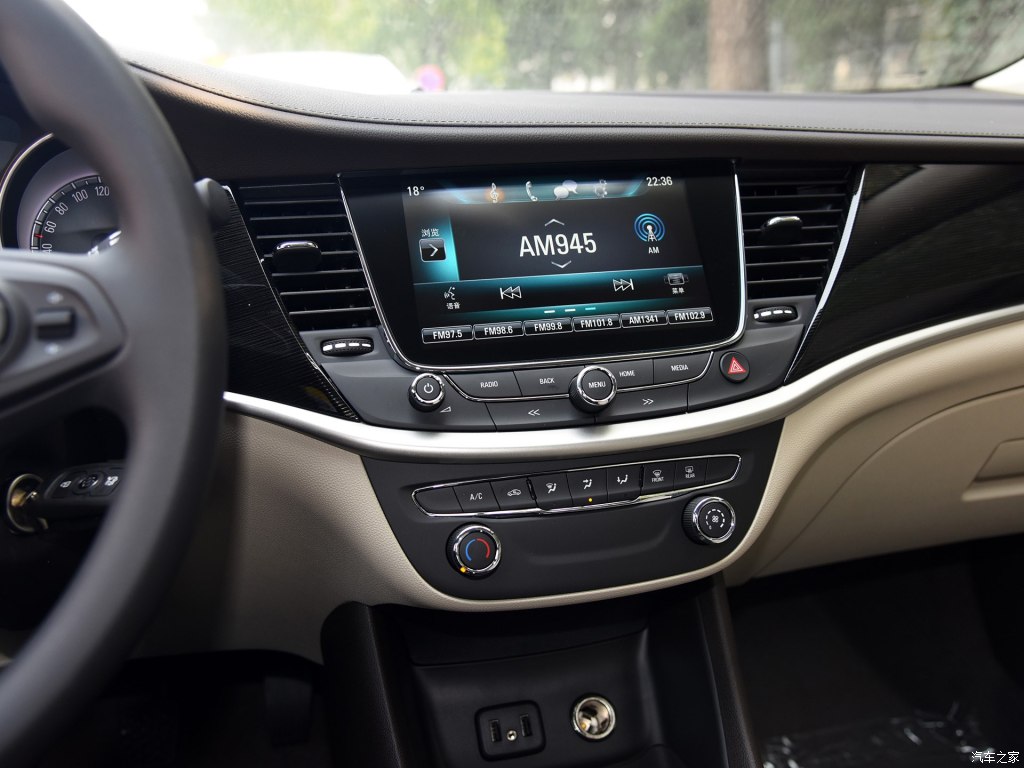 18° 22:36
浏览
AM945
AM
语音
菜单
FM97.5 FM98.6 FM99.8 FM101.8 AM1341 FM102.9
RADIO BACK MENU HOME MEDIA
A/C FRONT REAR
60 80 100 120
汽车之家